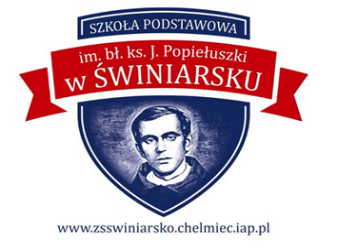 SZKOŁA PODSTAWOWA
im. bł. ks. J. Popiełuszki
w ŚWINIARSKU
www.zsswiniarsko.chelmiec.iap.pl